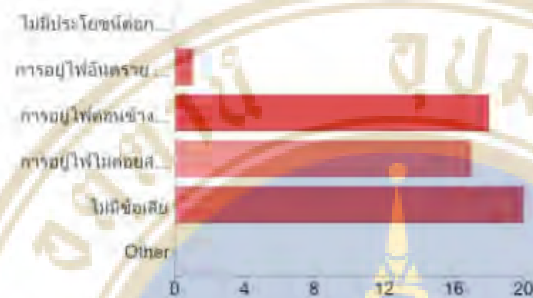 ไม่มีประโยชน์ต่อก...
การอยู่ไฟอันตราย ...
การอยู่ไฟค่อนข้าง...
การอยู่ไฟไม่ค่อยส...
ไม่มีข้อเสีย
Other
0 4 8 12 16 20